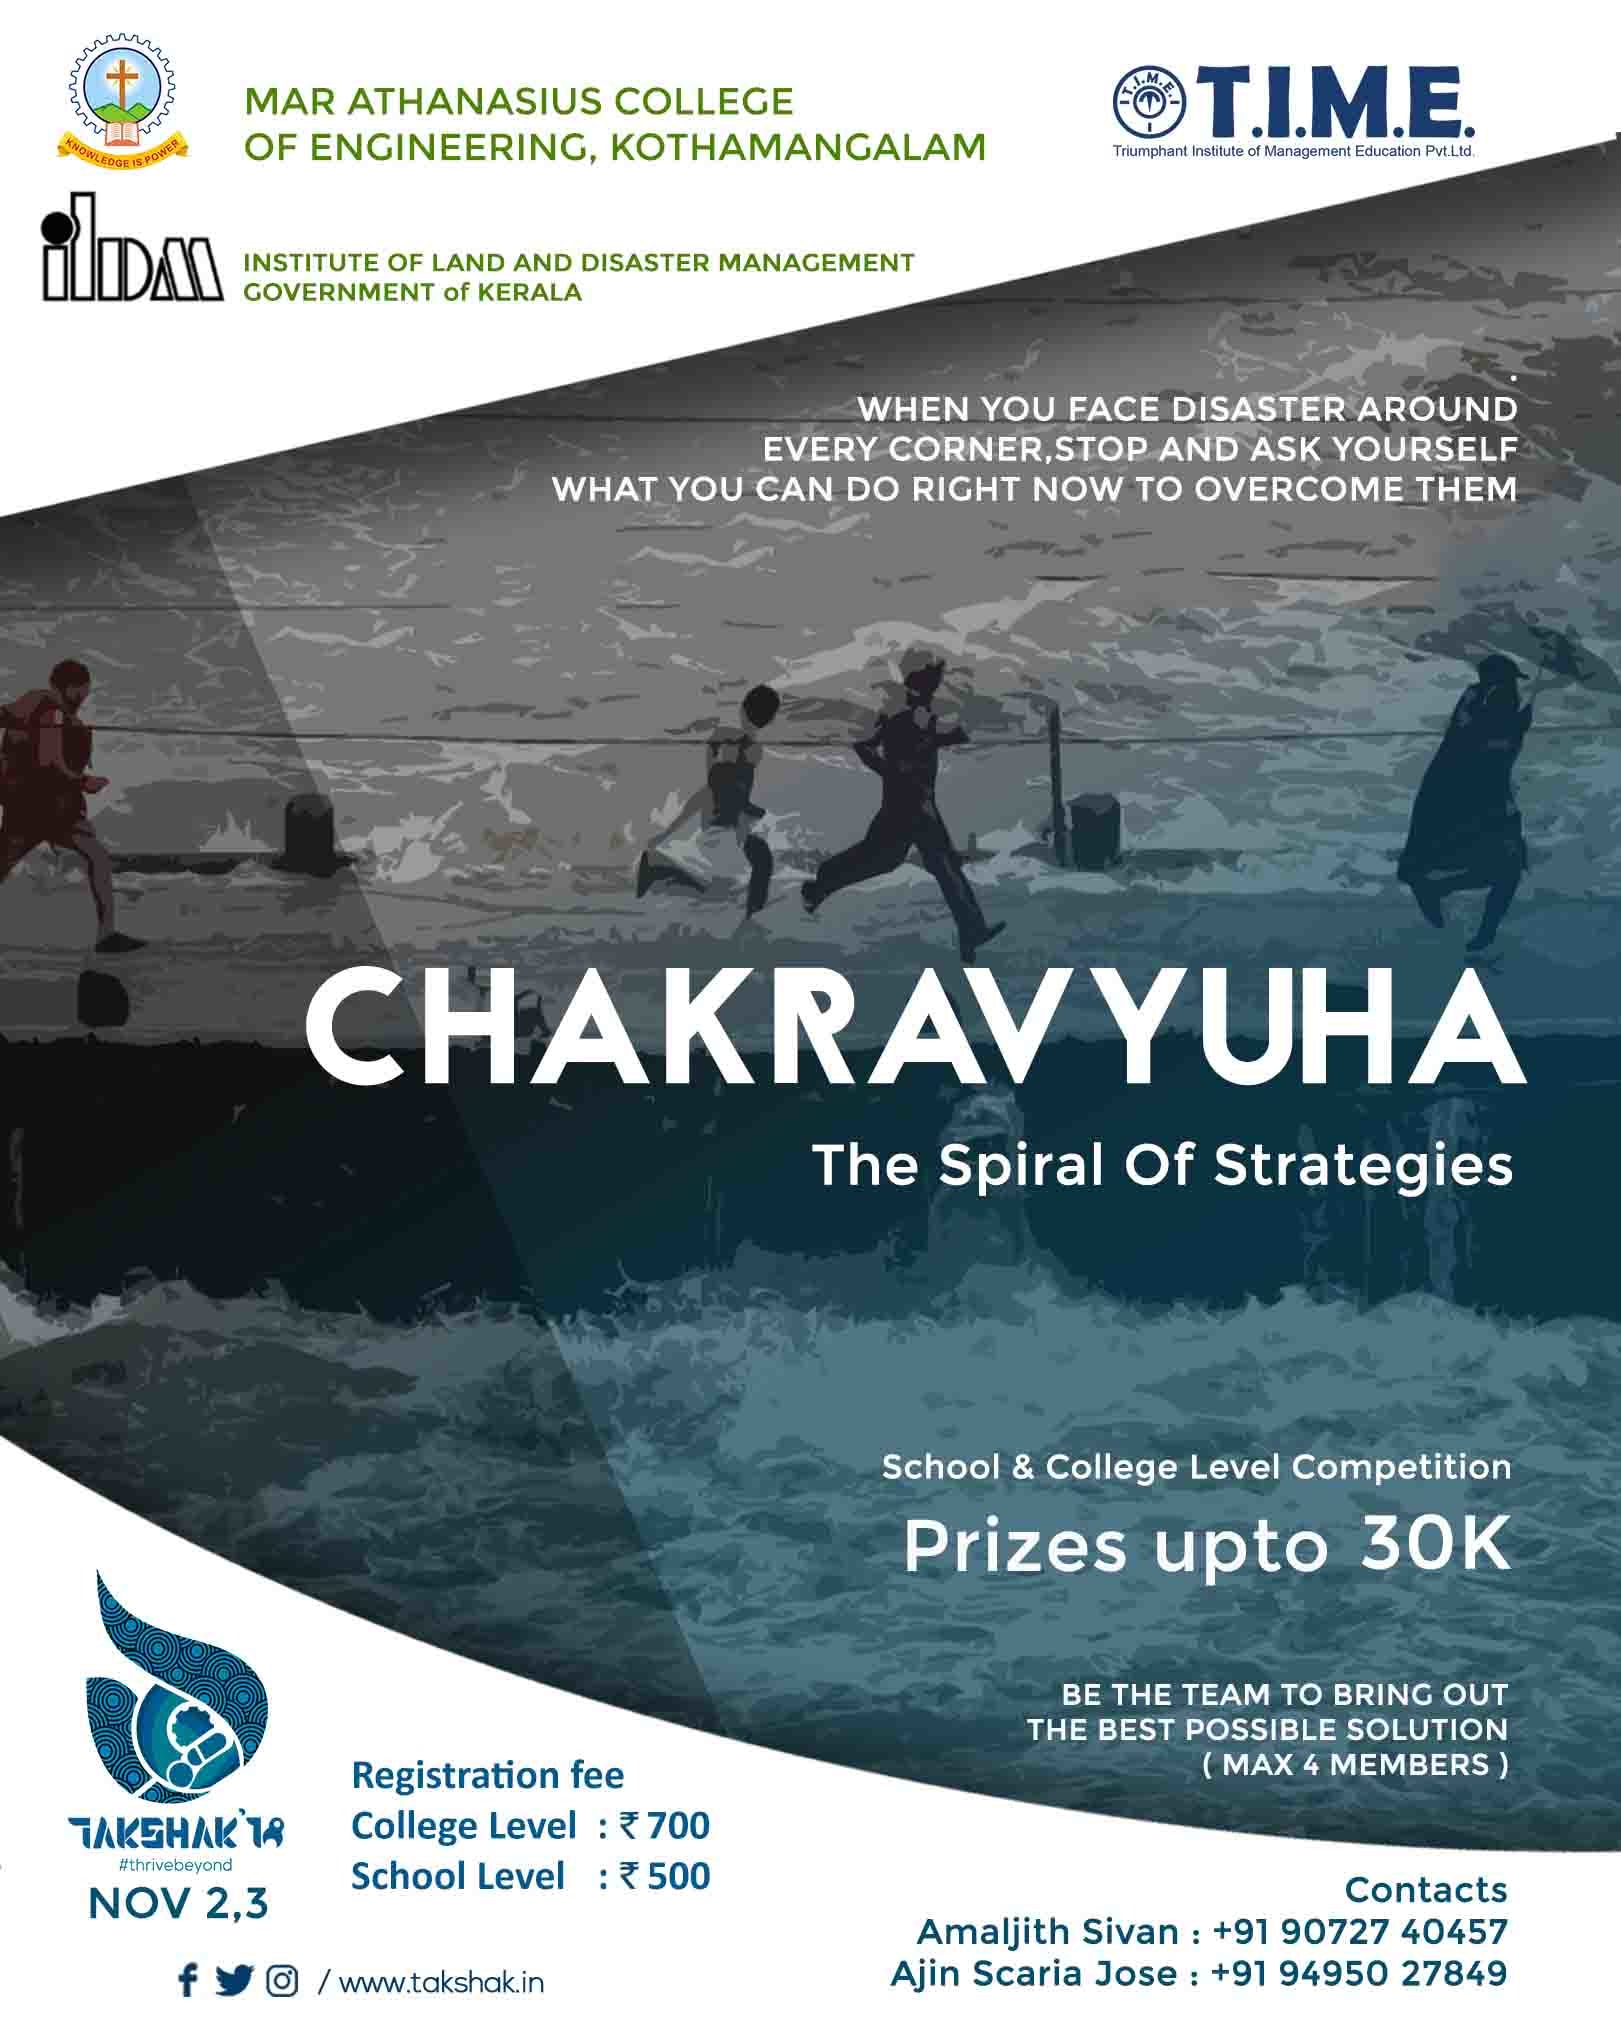 KNOWLEDGE IS POWER
MAR ATHANASIUS COLLEGE
OF ENGINEERING, KOTHAMANGALAM
T.I.M.E.
T.I.M.E.
Triumphant Institute of Management Education Pvt.Ltd.
ildm
INSTITUTE OF LAND AND DISASTER MANAGEMENT
GOVERNMENT of KERALA
.
WHEN YOU FACE DISASTER AROUND
EVERY CORNER,STOP AND ASK YOURSELF
WHAT YOU CAN DO RIGHT NOW TO OVERCOME THEM
CHAKRAVYUHA
The Spiral Of Strategies
School & College Level Competition
Prizes upto 30K
BE THE TEAM TO BRING OUT
THE BEST POSSIBLE SOLUTION
( MAX 4 MEMBERS )
TAKSHAK'18
#thrivebeyond
NOV 2,3
Registration fee
College Level : ₹ 700
School Level : ₹ 500
Contacts
Amaljith Sivan : +91 90727 40457
Ajin Scaria Jose : +91 94950 27849
/ www.takshak.in